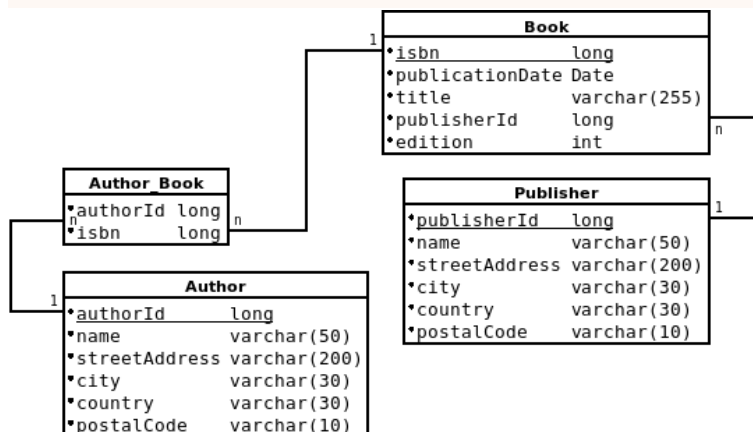 Book
1
isbn long
publicationDate Date
title varchar(255)
publisherId long
n
edition int
Author_Book
authorId long
n
n
isbn long
Publisher
publisherId long
1
name varchar(50)
streetAddress varchar(200)
city varchar(30)
country varchar(30)
postalCode varchar(10)
Author
1
authorId long
name varchar(50)
streetAddress varchar(200)
city varchar(30)
country varchar(30)
postalCode varchar(10)